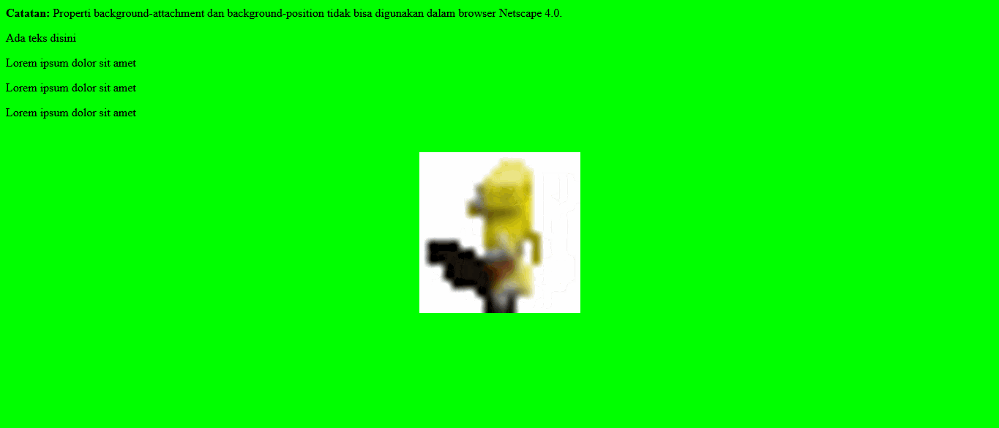 Catatan: Properti background-attachment dan background-position tidak bisa digunakan dalam browser Netscape 4.0.
Ada teks disini
Lorem ipsum dolor sit amet
Lorem ipsum dolor sit amet
Lorem ipsum dolor sit amet